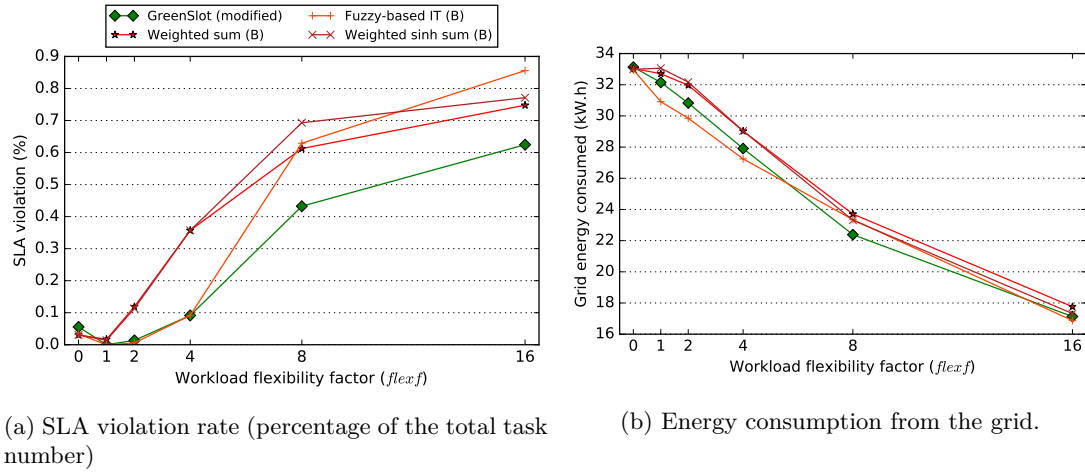 GreenSlot (modified)
Weighted sum (B)
Fuzzy-based IT (B)
Weighted sinh sum (B)
SLA violation (%)
0.9
0.8
0.7
0.6
0.5
0.4
0.3
0.2
0.1
0.0
0 1 2 4 8 16
Workload flexibility factor (flexf)
(a) SLA violation rate (percentage of the total task
number)
Grid energy consumed (kW.h)
34
32
30
28
26
24
22
20
18
16
0 1 2 4 8 16
Workload flexibility factor (flexf)
(b) Energy consumption from the grid.